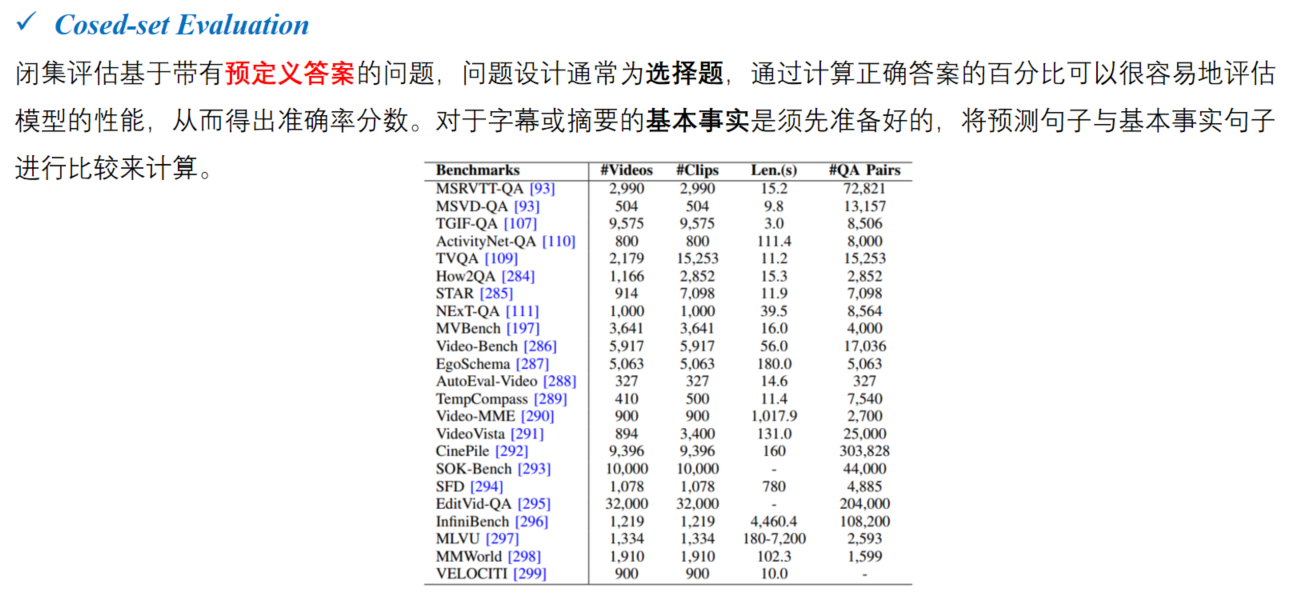 ✓ Cosed-set Evaluation
闭集评估基于带有预定义答案的问题，问题设计通常为选择题，通过计算正确答案的百分比可以很容易地评估
模型的性能，从而得出准确率分数。对于字幕或摘要的基本事实是须先准备好的，将预测句子与基本事实句子
进行比较来计算。
Benchmarks #Videos #Clips Len.(s) #QA Pairs
MSRVTT-QA [93] 2,990 2,990 15.2 72,821
MSVD-QA [93] 504 504 9.8 13,157
TGIF-QA [107] 9,575 9,575 3.0 8,506
ActivityNet-QA [110] 800 800 111.4 8,000
TVQA [109] 2,179 15,253 11.2 15,253
How2QA [284] 1,166 2,852 15.3 2,852
STAR [285] 914 7,098 11.9 7,098
NExT-QA [111] 1,000 1,000 39.5 8,564
MVBench [197] 3,641 3,641 16.0 4,000
Video-Bench [286] 5,917 5,917 56.0 17,036
EgoSchema [287] 5,063 5,063 180.0 5,063
AutoEval-Video [288] 327 327 14.6 327
TempCompass [289] 410 500 11.4 7,540
Video-MME [290] 900 900 1,017.9 2,700
VideoVista [291] 894 3,400 131.0 25,000
CinePile [292] 9,396 9,396 160 303,828
SOK-Bench [293] 10,000 10,000 - 44,000
SFD [294] 1,078 1,078 780 4,885
EditVid-QA [295] 32,000 32,000 - 204,000
InfiniBench [296] 1,219 1,219 4,460.4 108,200
MLVU [297] 1,334 1,334 180-7,200 2,593
MMWorld [298] 1,910 1,910 102.3 1,599
VELOCITI [299] 900 900 10.0 -